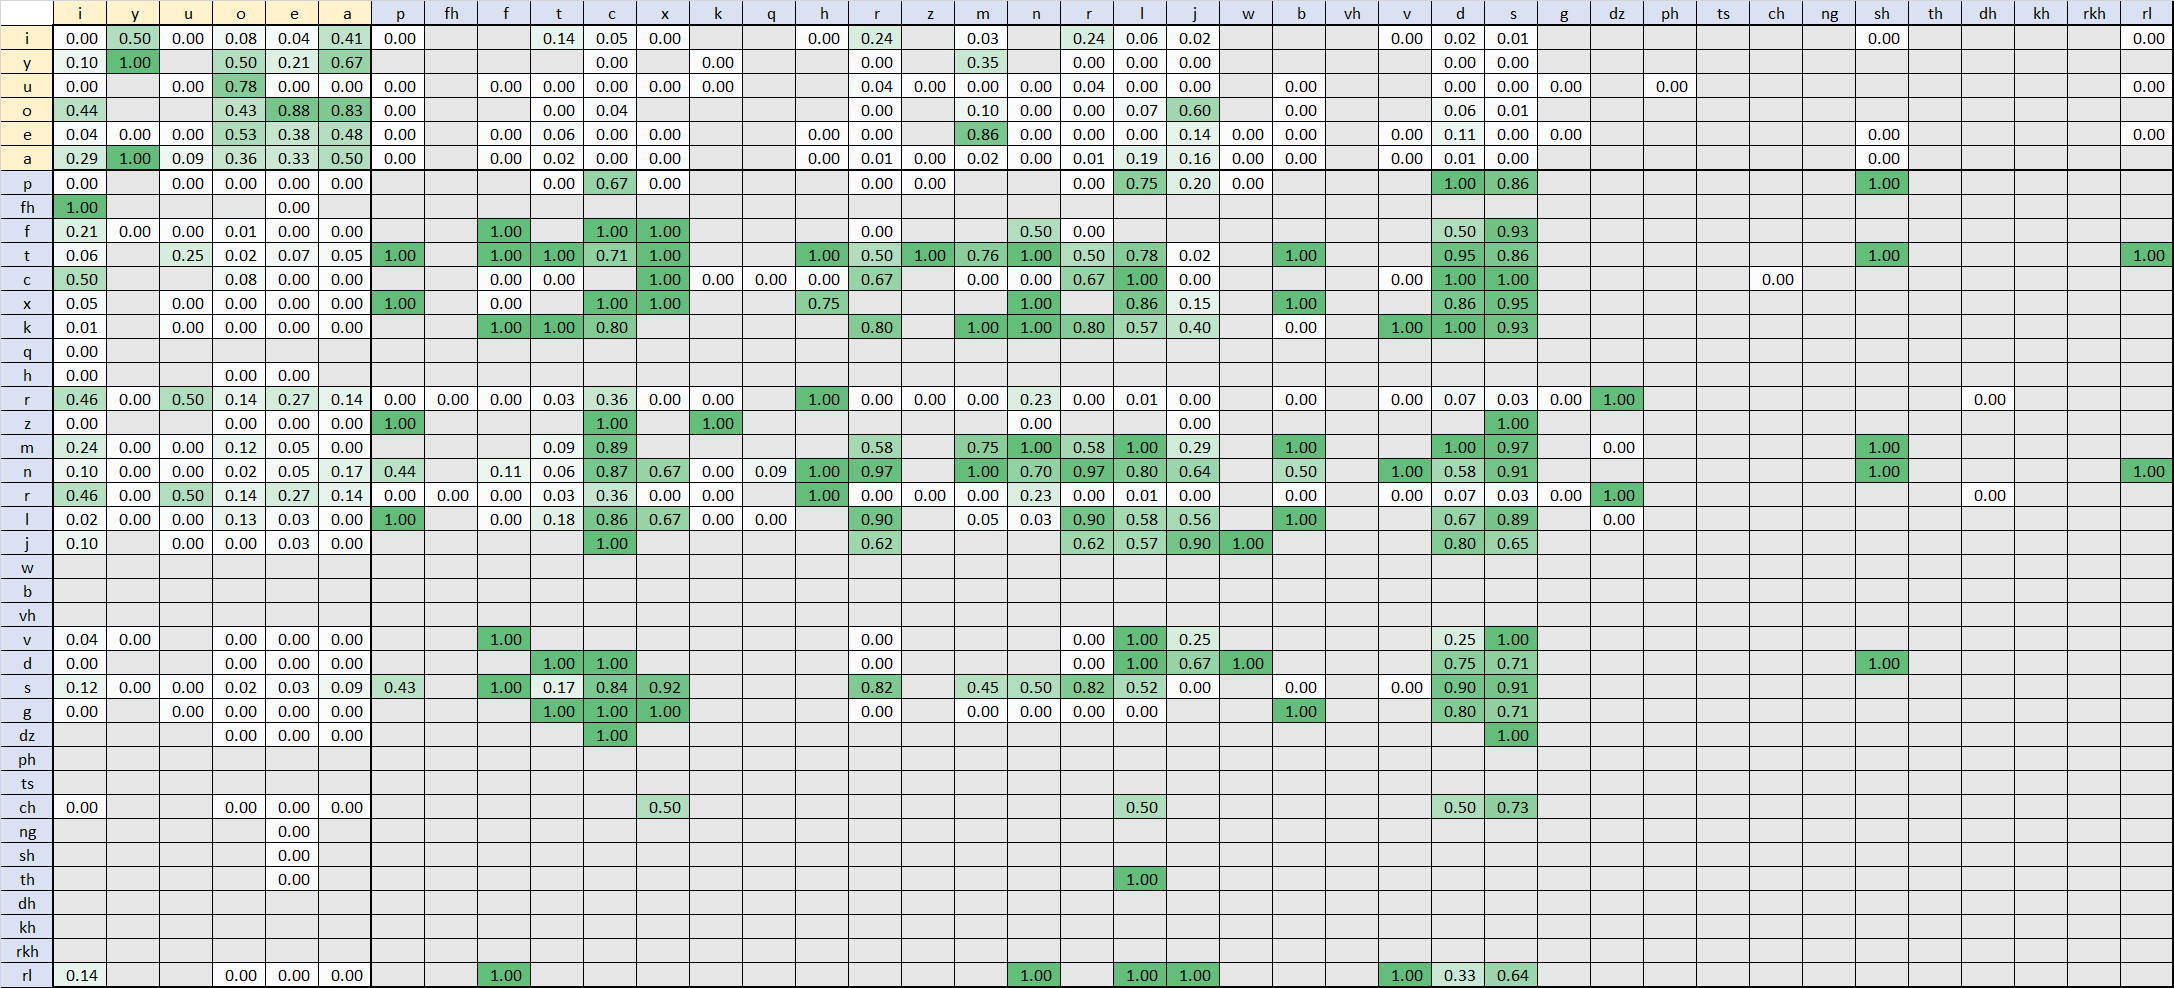 i y u o e a p fh f t c x k q h r z m n r l j w b vh v d s g dz ph ts ch ng sh th dh kh rkh rl
i 0.00 0.50 0.00 0.08 0.04 0.41 0.00 0.14 0.05 0.00 0.00 0.24 0.03 0.24 0.06 0.02 0.00 0.02 0.01 0.00 0.00
y 0.10 1.00 0.50 0.21 0.67 0.00 0.00 0.00 0.35 0.00 0.00 0.00 0.00 0.00
u 0.00 0.00 0.78 0.00 0.00 0.00 0.00 0.00 0.00 0.00 0.00 0.04 0.00 0.00 0.00 0.04 0.00 0.00 0.00 0.00 0.00 0.00 0.00 0.00
o 0.44 0.43 0.88 0.83 0.00 0.00 0.04 0.00 0.10 0.00 0.00 0.07 0.60 0.00 0.06 0.01
e 0.04 0.00 0.00 0.53 0.38 0.48 0.00 0.00 0.06 0.00 0.00 0.00 0.00 0.86 0.00 0.00 0.00 0.14 0.00 0.00 0.00 0.11 0.00 0.00 0.00 0.00
a 0.29 1.00 0.09 0.36 0.33 0.50 0.00 0.00 0.02 0.00 0.00 0.00 0.01 0.00 0.02 0.00 0.01 0.19 0.16 0.00 0.00 0.00 0.01 0.00 0.00
p 0.00 0.00 0.00 0.00 0.00 0.00 0.67 0.00 0.00 0.00 0.00 0.75 0.20 0.00 1.00 0.86 1.00
fh 1.00 0.00
f 0.21 0.00 0.00 0.01 0.00 0.00 1.00 1.00 1.00 0.00 0.50 0.00 0.50 0.93
t 0.06 0.25 0.02 0.07 0.05 1.00 1.00 1.00 0.71 1.00 1.00 0.50 1.00 0.76 1.00 0.50 0.78 0.02 1.00 0.95 0.86 1.00 1.00
c 0.50 0.08 0.00 0.00 0.00 0.00 1.00 0.00 0.00 0.00 0.67 0.00 0.00 0.67 1.00 0.00 0.00 1.00 1.00 0.00
x 0.05 0.00 0.00 0.00 0.00 1.00 0.00 1.00 1.00 0.75 1.00 0.86 0.15 1.00 0.86 0.95
k 0.01 0.00 0.00 0.00 0.00 1.00 1.00 0.80 0.80 1.00 1.00 0.80 0.57 0.40 0.00 1.00 1.00 0.93
q 0.00
h 0.00 0.00 0.00
r 0.46 0.00 0.50 0.14 0.27 0.14 0.00 0.00 0.00 0.03 0.36 0.00 0.00 1.00 0.00 0.00 0.00 0.23 0.00 0.01 0.00 0.00 0.00 0.07 0.03 0.00 1.00 0.00
z 0.00 0.00 0.00 0.00 1.00 1.00 1.00 0.00 0.00 1.00
m 0.24 0.00 0.00 0.12 0.05 0.00 0.09 0.89 0.58 0.75 1.00 0.58 1.00 0.29 1.00 1.00 0.97 0.00 1.00
n 0.10 0.00 0.00 0.02 0.05 0.17 0.44 0.11 0.06 0.87 0.67 0.00 0.09 1.00 0.97 1.00 0.70 0.97 0.80 0.64 0.50 1.00 0.58 0.91 1.00 1.00
r 0.46 0.00 0.50 0.14 0.27 0.14 0.00 0.00 0.00 0.03 0.36 0.00 0.00 1.00 0.00 0.00 0.00 0.23 0.00 0.01 0.00 0.00 0.00 0.07 0.03 0.00 1.00 0.00
l 0.02 0.00 0.00 0.13 0.03 0.00 1.00 0.00 0.18 0.86 0.67 0.00 0.00 0.90 0.05 0.03 0.90 0.58 0.56 1.00 0.67 0.89 0.00
j 0.10 0.00 0.00 0.03 0.00 1.00 0.62 0.62 0.57 0.90 1.00 0.80 0.65
w
b
vh
v 0.04 0.00 0.00 0.00 0.00 1.00 0.00 0.00 1.00 0.25 0.25 1.00
d 0.00 0.00 0.00 0.00 1.00 1.00 0.00 0.00 1.00 0.67 1.00 0.75 0.71 1.00
s 0.12 0.00 0.00 0.02 0.03 0.09 0.43 1.00 0.17 0.84 0.92 0.82 0.45 0.50 0.82 0.52 0.00 0.00 0.00 0.90 0.91
g 0.00 0.00 0.00 0.00 0.00 1.00 1.00 1.00 0.00 0.00 0.00 0.00 0.00 1.00 0.80 0.71
dz 0.00 0.00 0.00 1.00 1.00
ph
ts
ch 0.00 0.00 0.00 0.00 0.50 0.50 0.50 0.73
ng 0.00
sh 0.00
th 0.00 1.00
dh
kh
rkh
rl 0.14 0.00 0.00 0.00 1.00 1.00 1.00 1.00 1.00 0.33 0.64